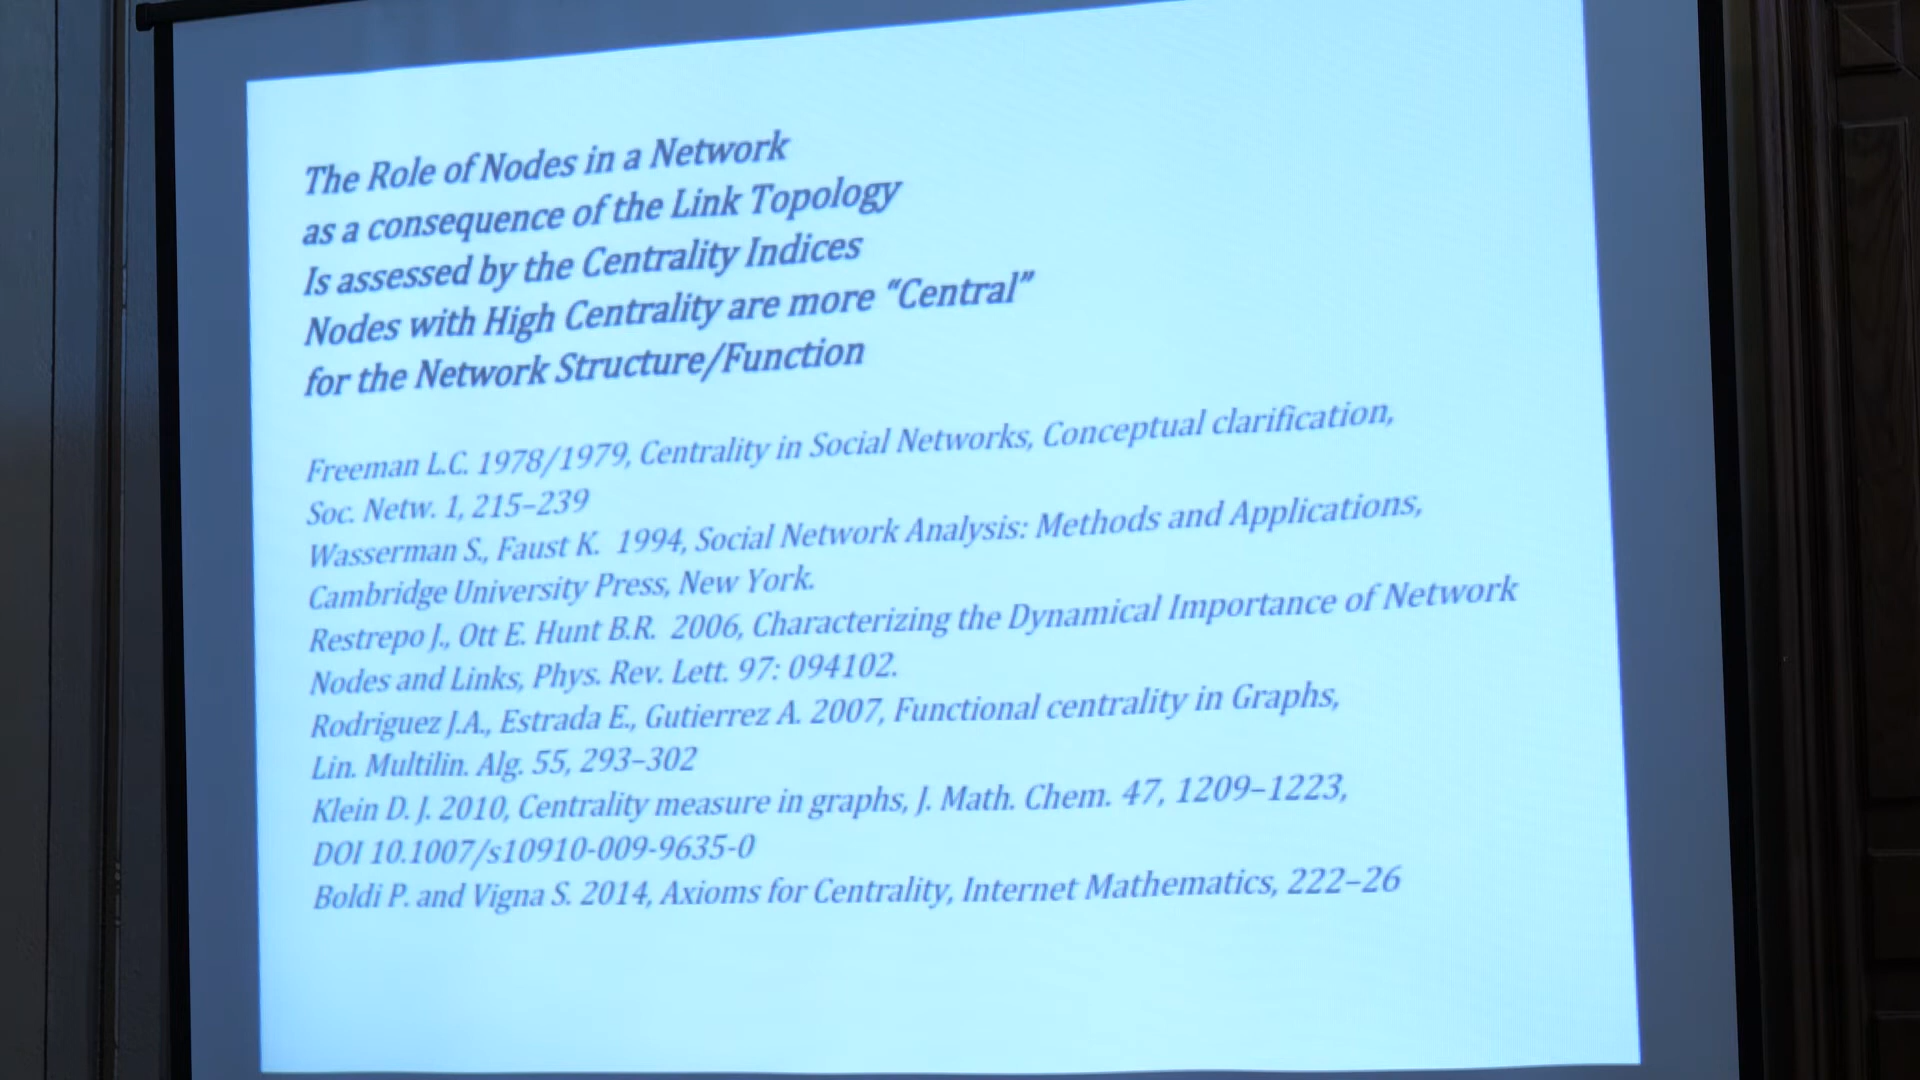 The Role of Nodes in a Network
as a consequence of the Link Topology
Is assessed by the Centrality Indices
Nodes with High Centrality are more “Central”
for the Network Structure/Function
Freeman L.C. 1978/1979, Centrality in Social Networks, Conceptual clarification,
Soc. Netw. 1, 215–239
Wasserman S., Faust K. 1994, Social Network Analysis: Methods and Applications,
Cambridge University Press, New York.
Restrepo J., Ott E. Hunt B.R. 2006, Characterizing the Dynamical Importance of Network
Nodes and Links, Phys. Rev. Lett. 97: 094102.
Rodriguez J.A., Estrada E., Gutierrez A. 2007, Functional centrality in Graphs,
Lin. Multilin. Alg. 55, 293–302
Klein D. J. 2010, Centrality measure in graphs, J. Math. Chem. 47, 1209–1223,
DOI 10.1007/s10910-009-9635-0
Boldi P. and Vigna S. 2014, Axioms for Centrality, Internet Mathematics, 222–26